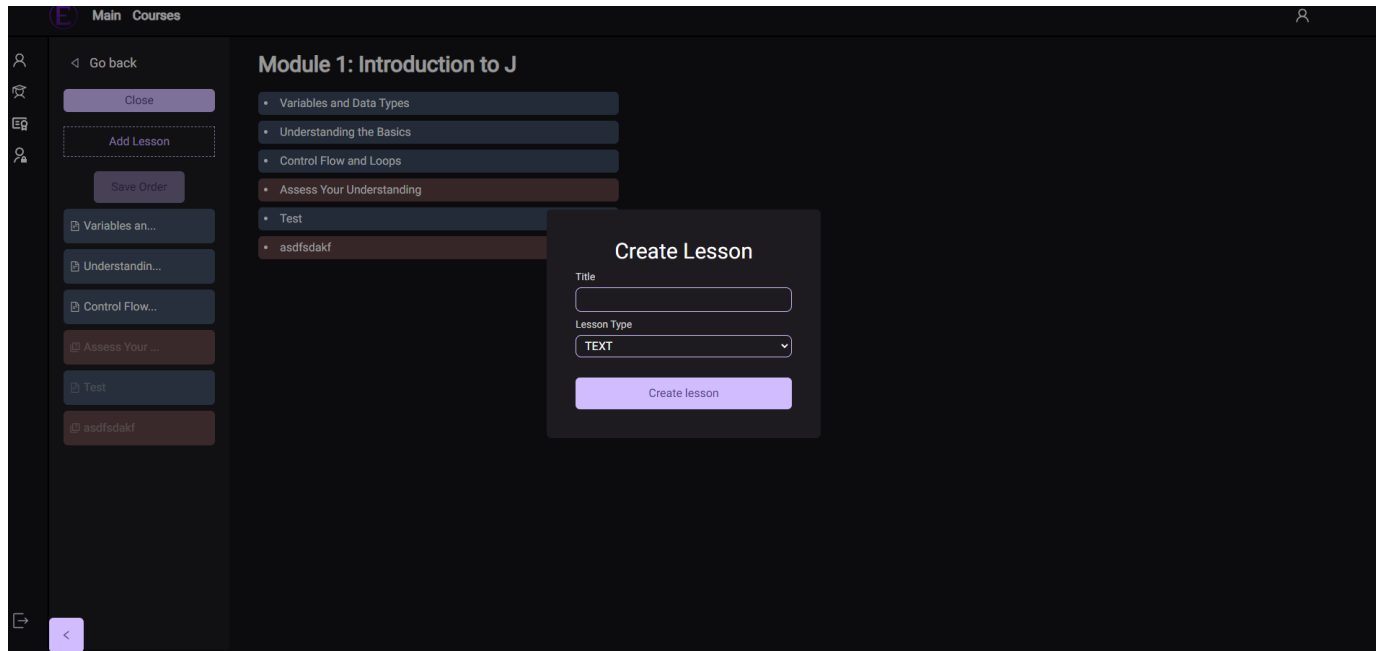 E Main Courses
Go back
Close
Add Lesson
Save Order
Variables an...
Understandin...
Control Flow...
Assess Your ...
Test
asdfsdakf
Module 1: Introduction to J
• Variables and Data Types
• Understanding the Basics
• Control Flow and Loops
• Assess Your Understanding
• Test
• asdfsdakf
Create Lesson
Title
Lesson Type
TEXT
Create lesson